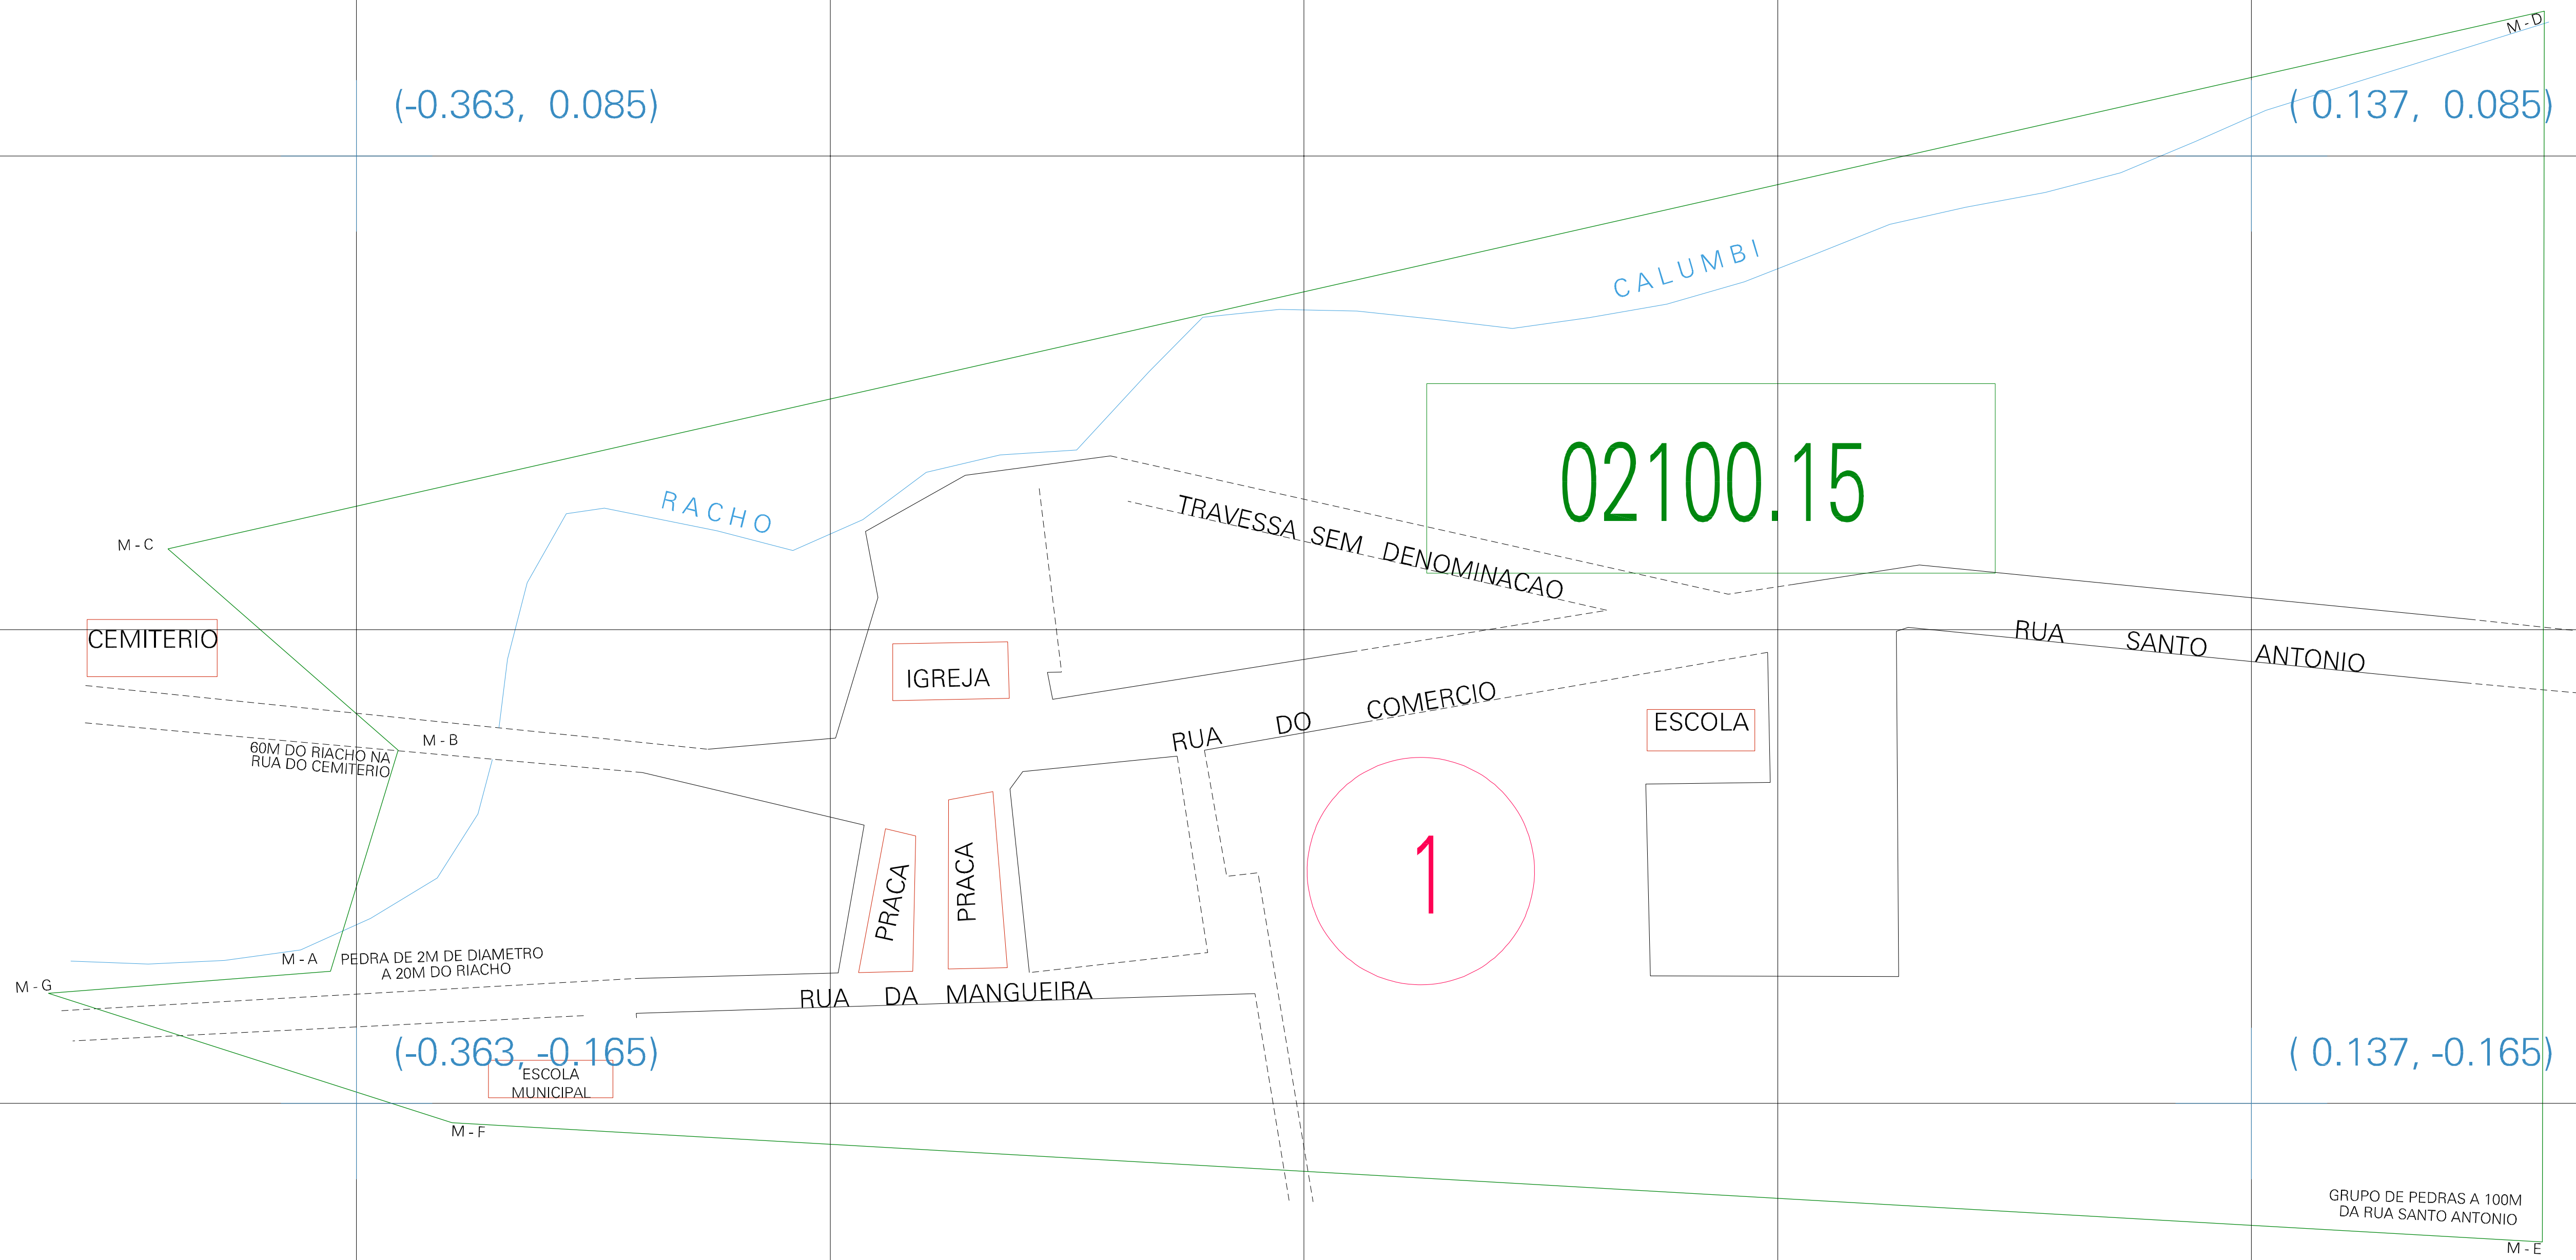 M - D
(-0.363,  0.085)
( 0.137,  0.085)
CALUMBI
02100.15
RACHO
TRAVESSA SEM DENOMINACAO
M - C
CEMITERIO
RUA SANTO ANTONIO
IGREJA
RUA DO COMERCIO
ESCOLA
M - B
60M DO RIACHO NA
RUA DO CEMITERIO
1
PRACA
PRACA
M - A
PEDRA DE 2M DE DIAMETRO
A 20M DO RIACHO
M - G
RUA DA MANGUEIRA
(-0.363, -0.165)
( 0.137, -0.165)
ESCOLA
MUNICIPAL
M - F
GRUPO DE PEDRAS A 100M
DA RUA SANTO ANTONIO
M - E